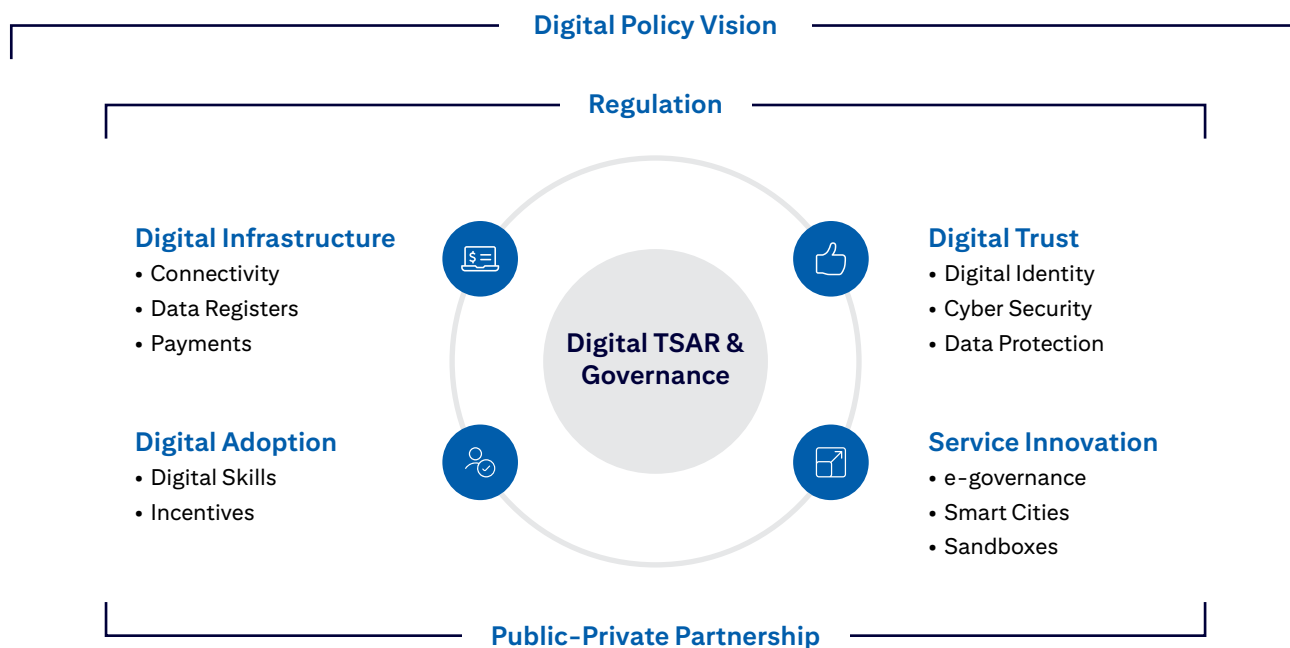 Digital Policy Vision
Regulation
Digital Infrastructure
• Connectivity
• Data Registers
• Payments
Digital Trust
• Digital Identity
• Cyber Security
• Data Protection
Digital TSAR &
Governance
Digital Adoption
• Digital Skills
• Incentives
Service Innovation
• e-governance
• Smart Cities
• Sandboxes
Public-Private Partnership